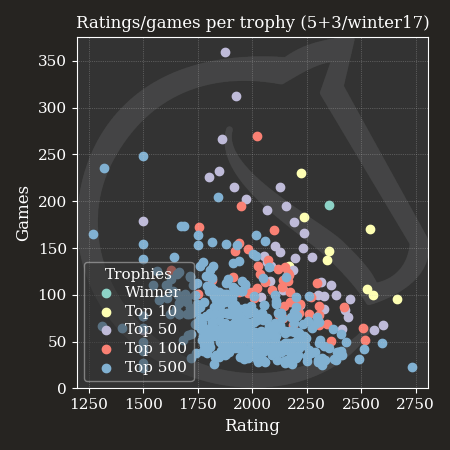 Ratings/games per trophy (5+3/winter17)
350
300
250
200
150
100
50
0
Games
Trophies
Winner
Top 10
Top 50
Top 100
Top 500
1250 1500 1750 2000 2250 2500 2750
Rating